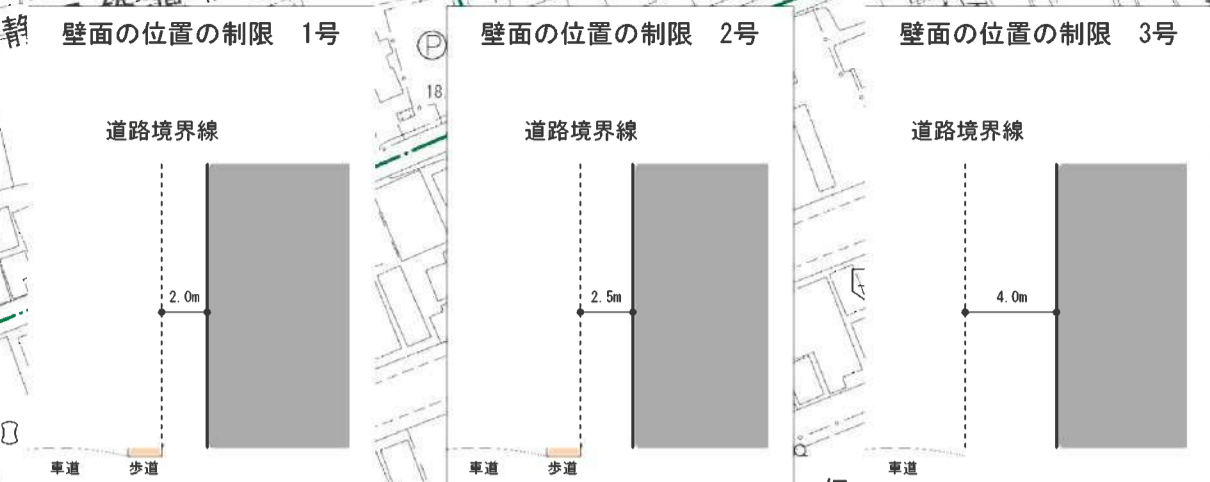 静
壁面の位置の制限 1号
道路境界線
2.0m
車道
歩道
P
18
壁面の位置の制限 2号
道路境界線
2.5m
車道
歩道
壁面の位置の制限 3号
道路境界線
4.0m
車道